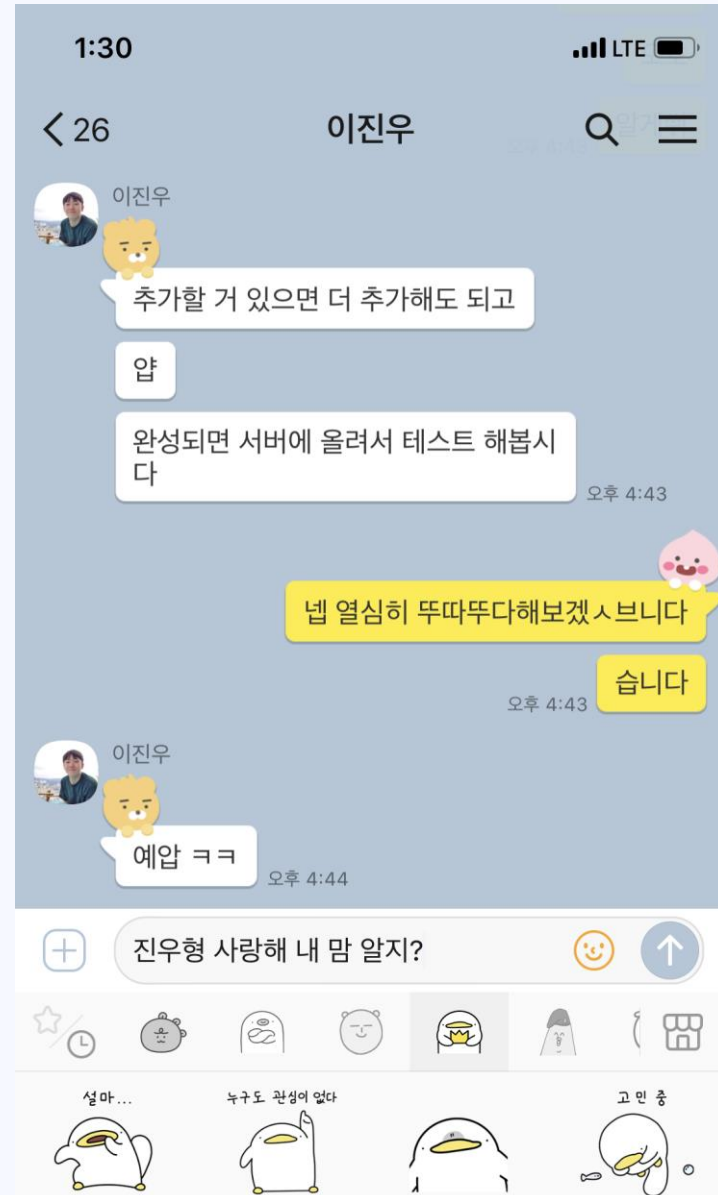 1:30
LTE
26
이진우
이진우
추가할 거 있으면 더 추가해도 되고
얍
완성되면 서버에 올려서 테스트 해봅시
다
오후 4:43
넵 열심히 뚜따뚜다해보겠ㅅ브니다
습니다
오후 4:43
이진우
예압 ㅋㅋ
오후 4:44
진우형 사랑해 내 맘 알지?
설마...
누구도 관심이 없다
고민 중